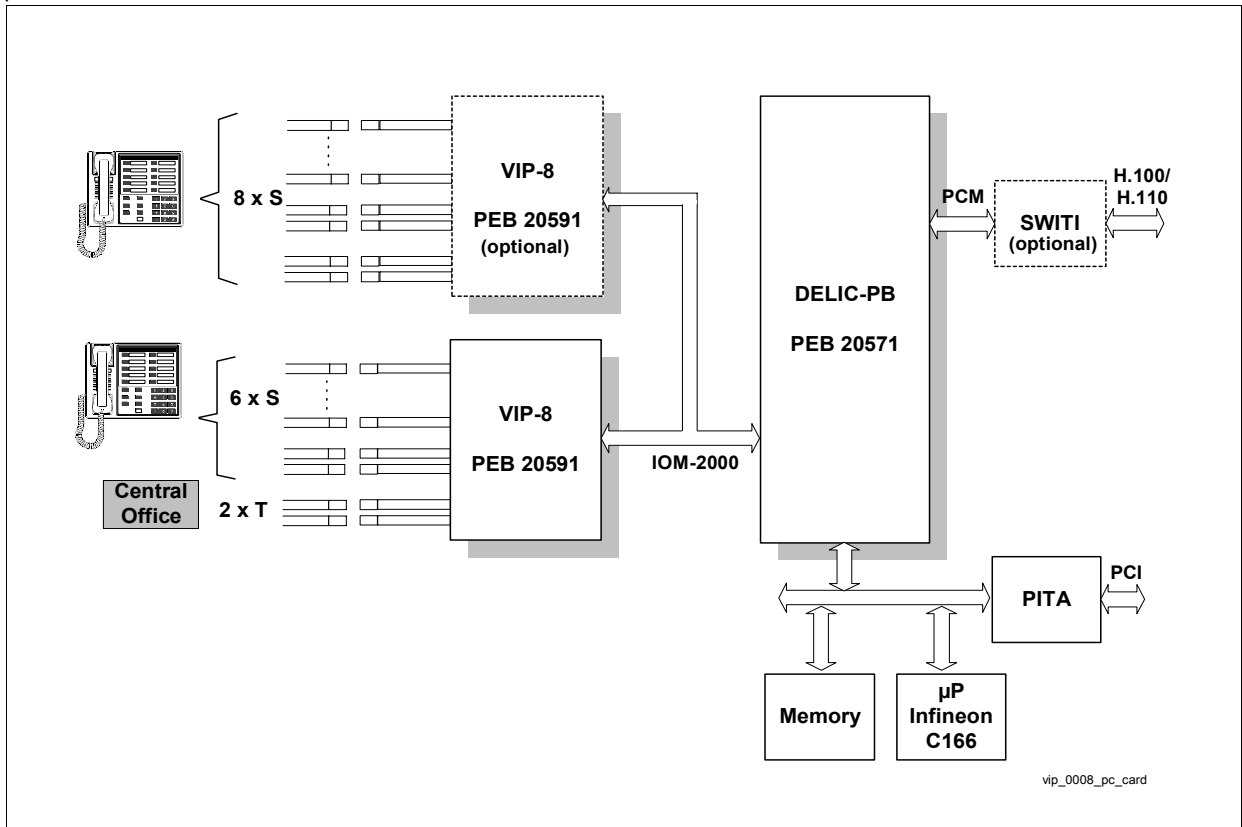 8 x S
VIP-8
PEB 20591
(optional)
6 x S
Central
Office
2 x T
VIP-8
PEB 20591
IOM-2000
DELIC-PB
PEB 20571
PCM
SWITI
(optional)
H.100/
H.110
PITA
PCI
Memory
µP
Infineon
C166
vip_0008_pc_card